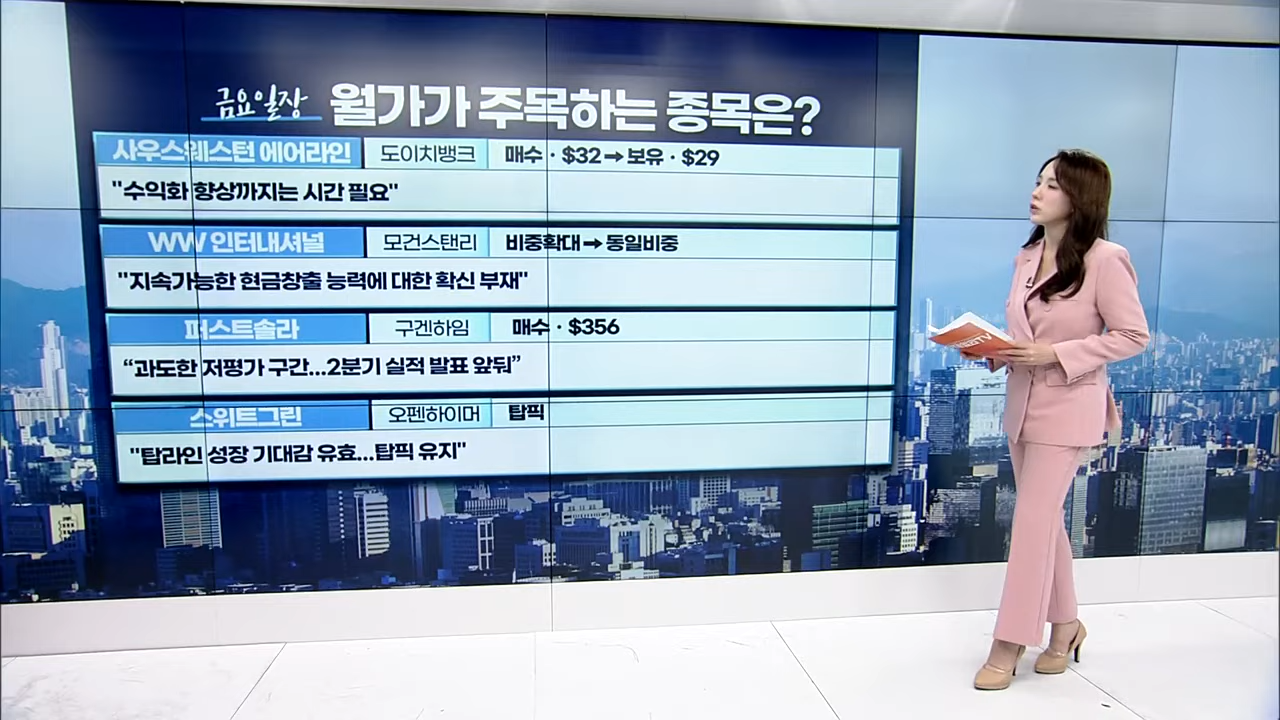 금요일장 월가가 주목하는 종목은?
사우스웨스턴 에어라인 도이치뱅크 매수 · $32 → 보유 · $29
"수익화 향상까지는 시간 필요"
WW 인터내셔널 모건스탠리 비중확대 → 동일비중
"지속가능한 현금창출 능력에 대한 확신 부재"
퍼스트솔라 구겐하임 매수 · $356
“과도한 저평가 구간...2분기 실적 발표 앞둬”
스위트그린 오펜하이머 탑픽
"탑라인 성장 기대감 유효...탑픽 유지"